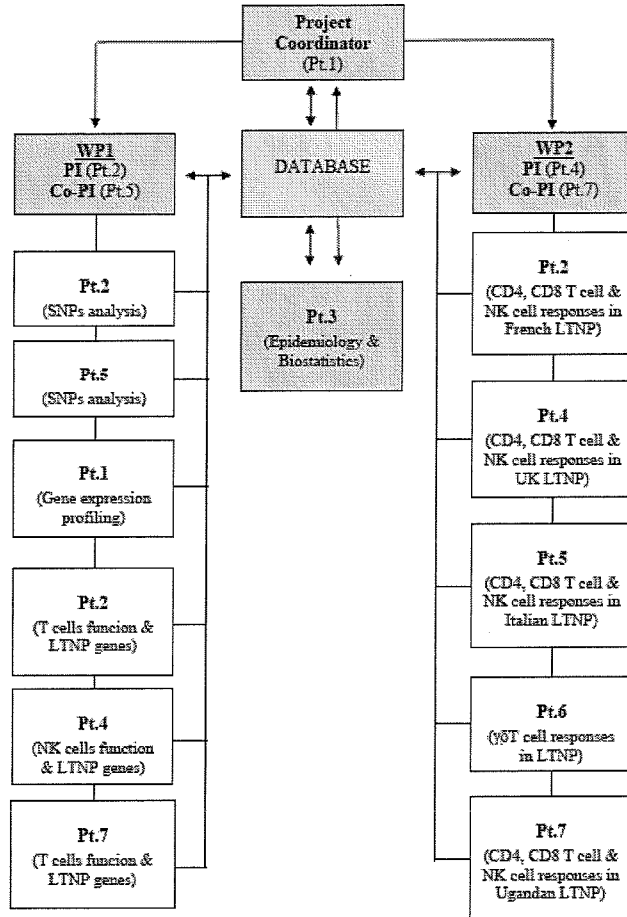 Project
Coordinator
(Pt.1)
WP1
PI (Pt.2)
Co-PI (Pt.5)
DATABASE
WP2
PI (Pt.4)
Co-PI (Pt.7)
Pt.3
(Epidemiology &
Biostatistics)
Pt.2
(SNPs analysis)
Pt.5
(SNPs analysis)
Pt.1
(Gene expression
profiling)
Pt.2
(T cells funcion &
LTNP genes)
Pt.4
(NK cells function
& LTNP genes)
Pt.7
(T cells funcion &
LTNP genes)
Pt.2
(CD4, CD8 T cell &
NK cell responses in
French LTNP)
Pt.4
(CD4, CD8 T cell &
NK cell responses in
UK LTNP)
Pt.5
(CD4, CD8 T cell &
NK cell responses in
Italian LTNP)
Pt.6
(γδT cell responses
in LTNP)
Pt.7
(CD4, CD8 T cell &
NK cell responses in
Ugandan LTNP)